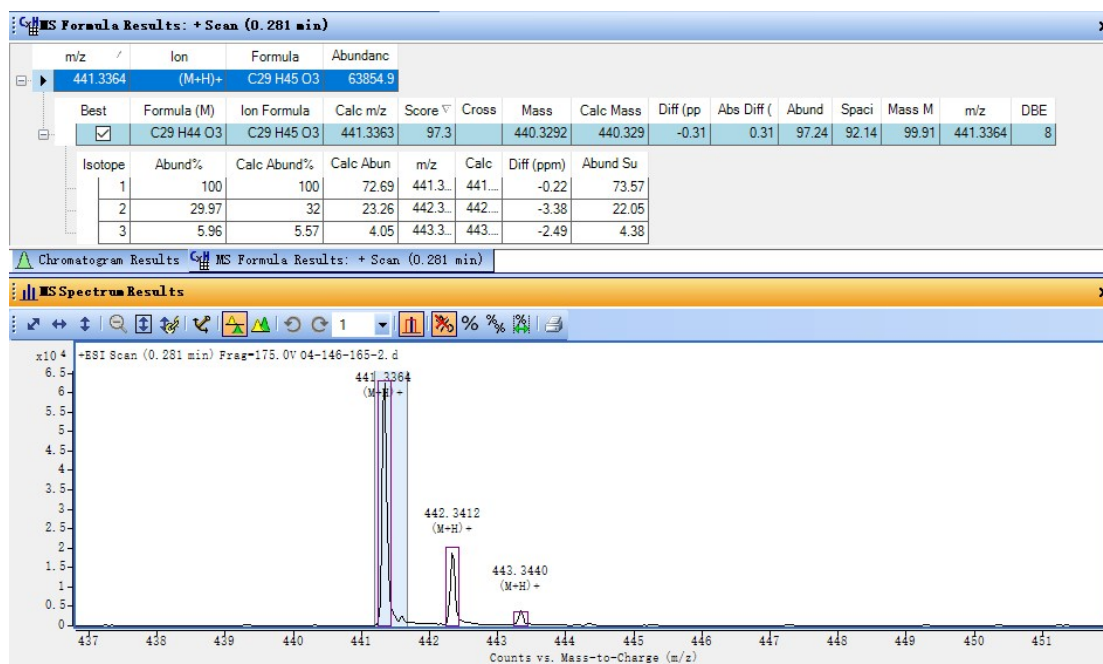 MS Formula Results: + Scan (0.281 min)
m/z Ion Formula Abundanc
441.3364 (M+H)+ C29 H45 O3 63854.9
Best Formula (M) Ion Formula Calc m/z Score Cross Mass Calc Mass Diff (pp Abs Diff ( Abund Spaci Mass M m/z DBE
C29 H44 O3 C29 H45 O3 441.3363 97.3 440.3292 440.329 -0.31 0.31 97.24 92.14 99.91 441.3364 8
Isotope Abund% Calc Abund% Calc Abun m/z Calc Diff (ppm) Abund Su
1 100 100 72.69 441.3... 441.... -0.22 73.57
2 29.97 32 23.26 442.3... 442.... -3.38 22.05
3 5.96 5.57 4.05 443.3... 443.... -2.49 4.38
Chromatogram Results MS Formula Results: + Scan (0.281 min)
MS Spectrum Results
1 % %
x10 4 +ESI Scan (0.281 min) Frag=175.0V 04-146-165-2.d
6.5
441.3364
6
(M+H)+
5.5
5
4.5
4
3.5
3
442.3412
2.5
(M+H)+
2
443.3440
1.5
(M+H)+
1
0.5
0
437 438 439 440 441 442 443 444 445 446 447 448 449 450 451
Counts vs. Mass-to-Charge (m/z)